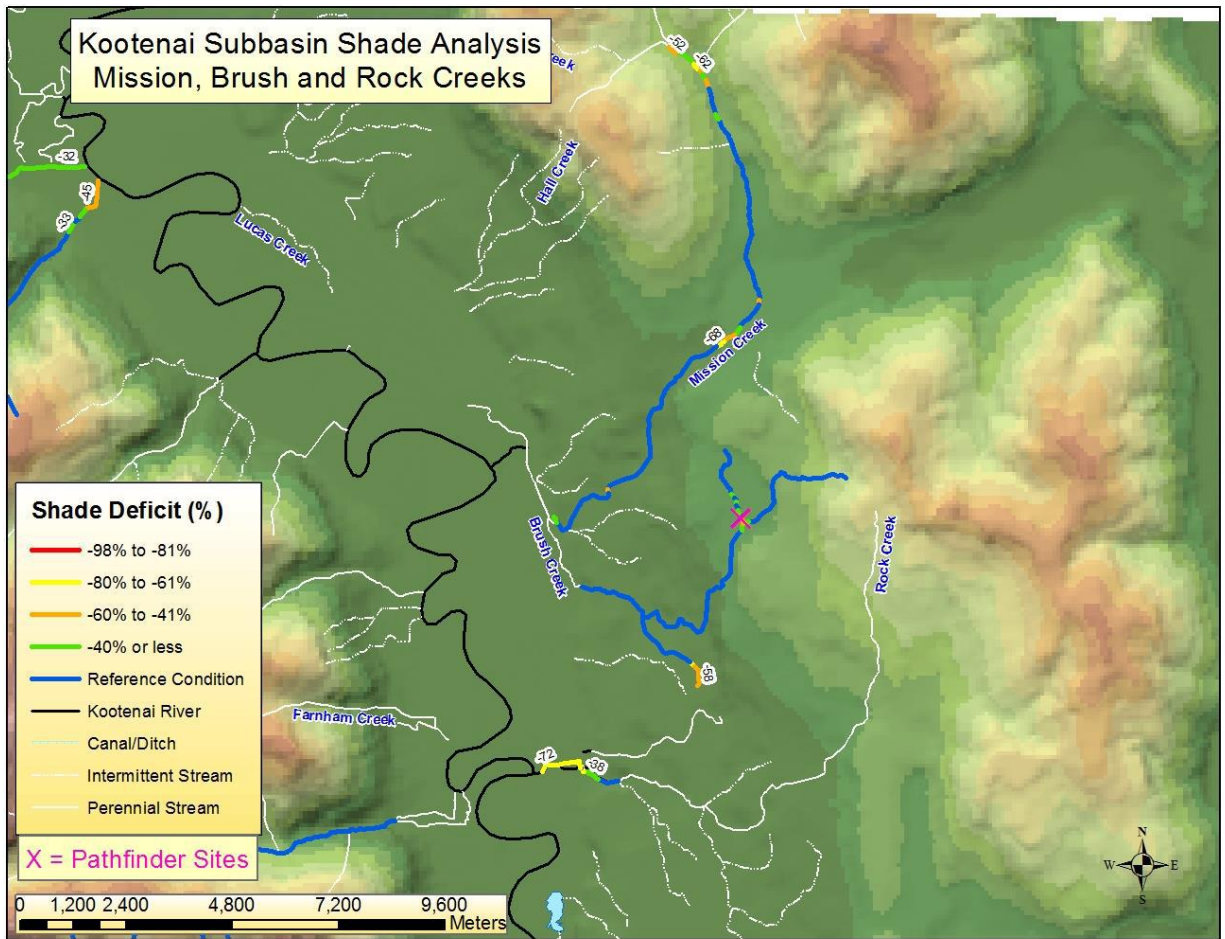 Kootenai Subbasin Shade Analysis
Mission, Brush and Rock Creeks
eek
-52
-62
-32
-45
-33
Hall Creek
Lucas Creek
-68
Mission Creek
Brush Creek
Rock Creek
-58
Farnham Creek
-72
-38
Shade Deficit (%)
-98% to -81%
-80% to -61%
-60% to -41%
-40% or less
Reference Condition
Kootenai River
Canal/Ditch
Intermittent Stream
Perennial Stream
X = Pathfinder Sites
0 1,200 2,400 4,800 7,200 9,600
Meters
N
W E
S